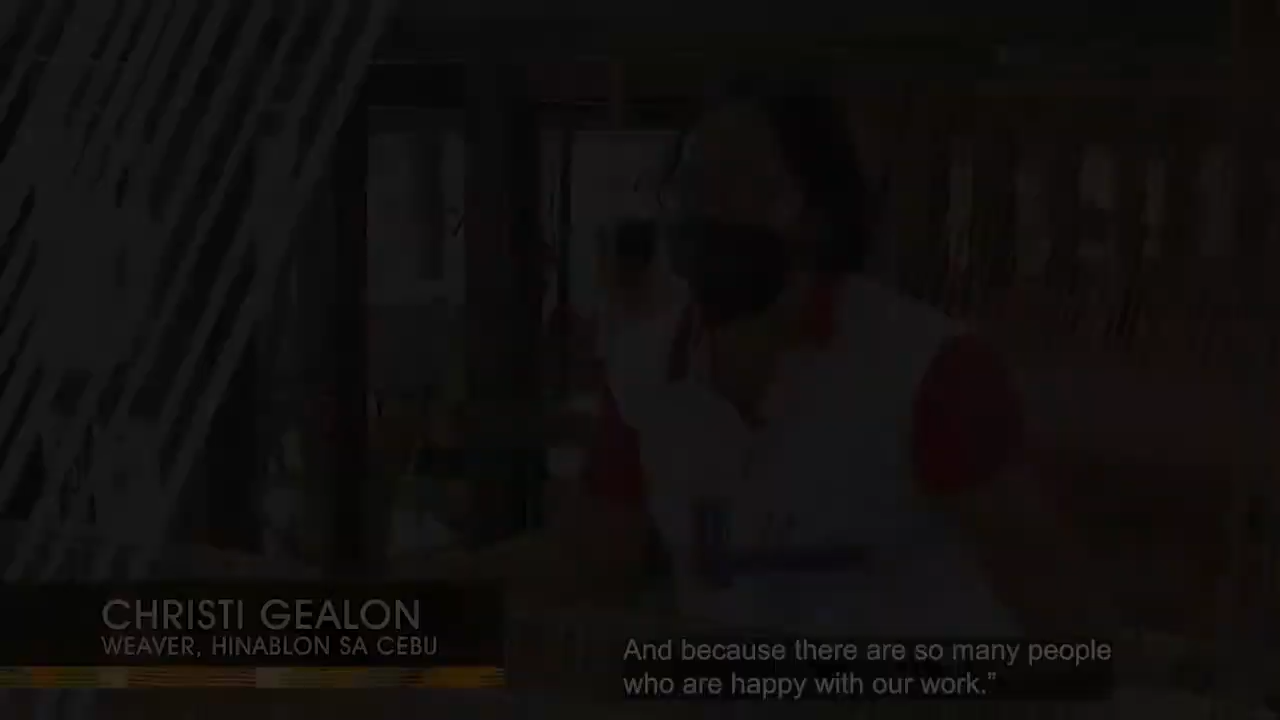 CHRISTI GEALON
WEAVER, HINABLON SA CEBU
And because there are so many people
who are happy with our work.”